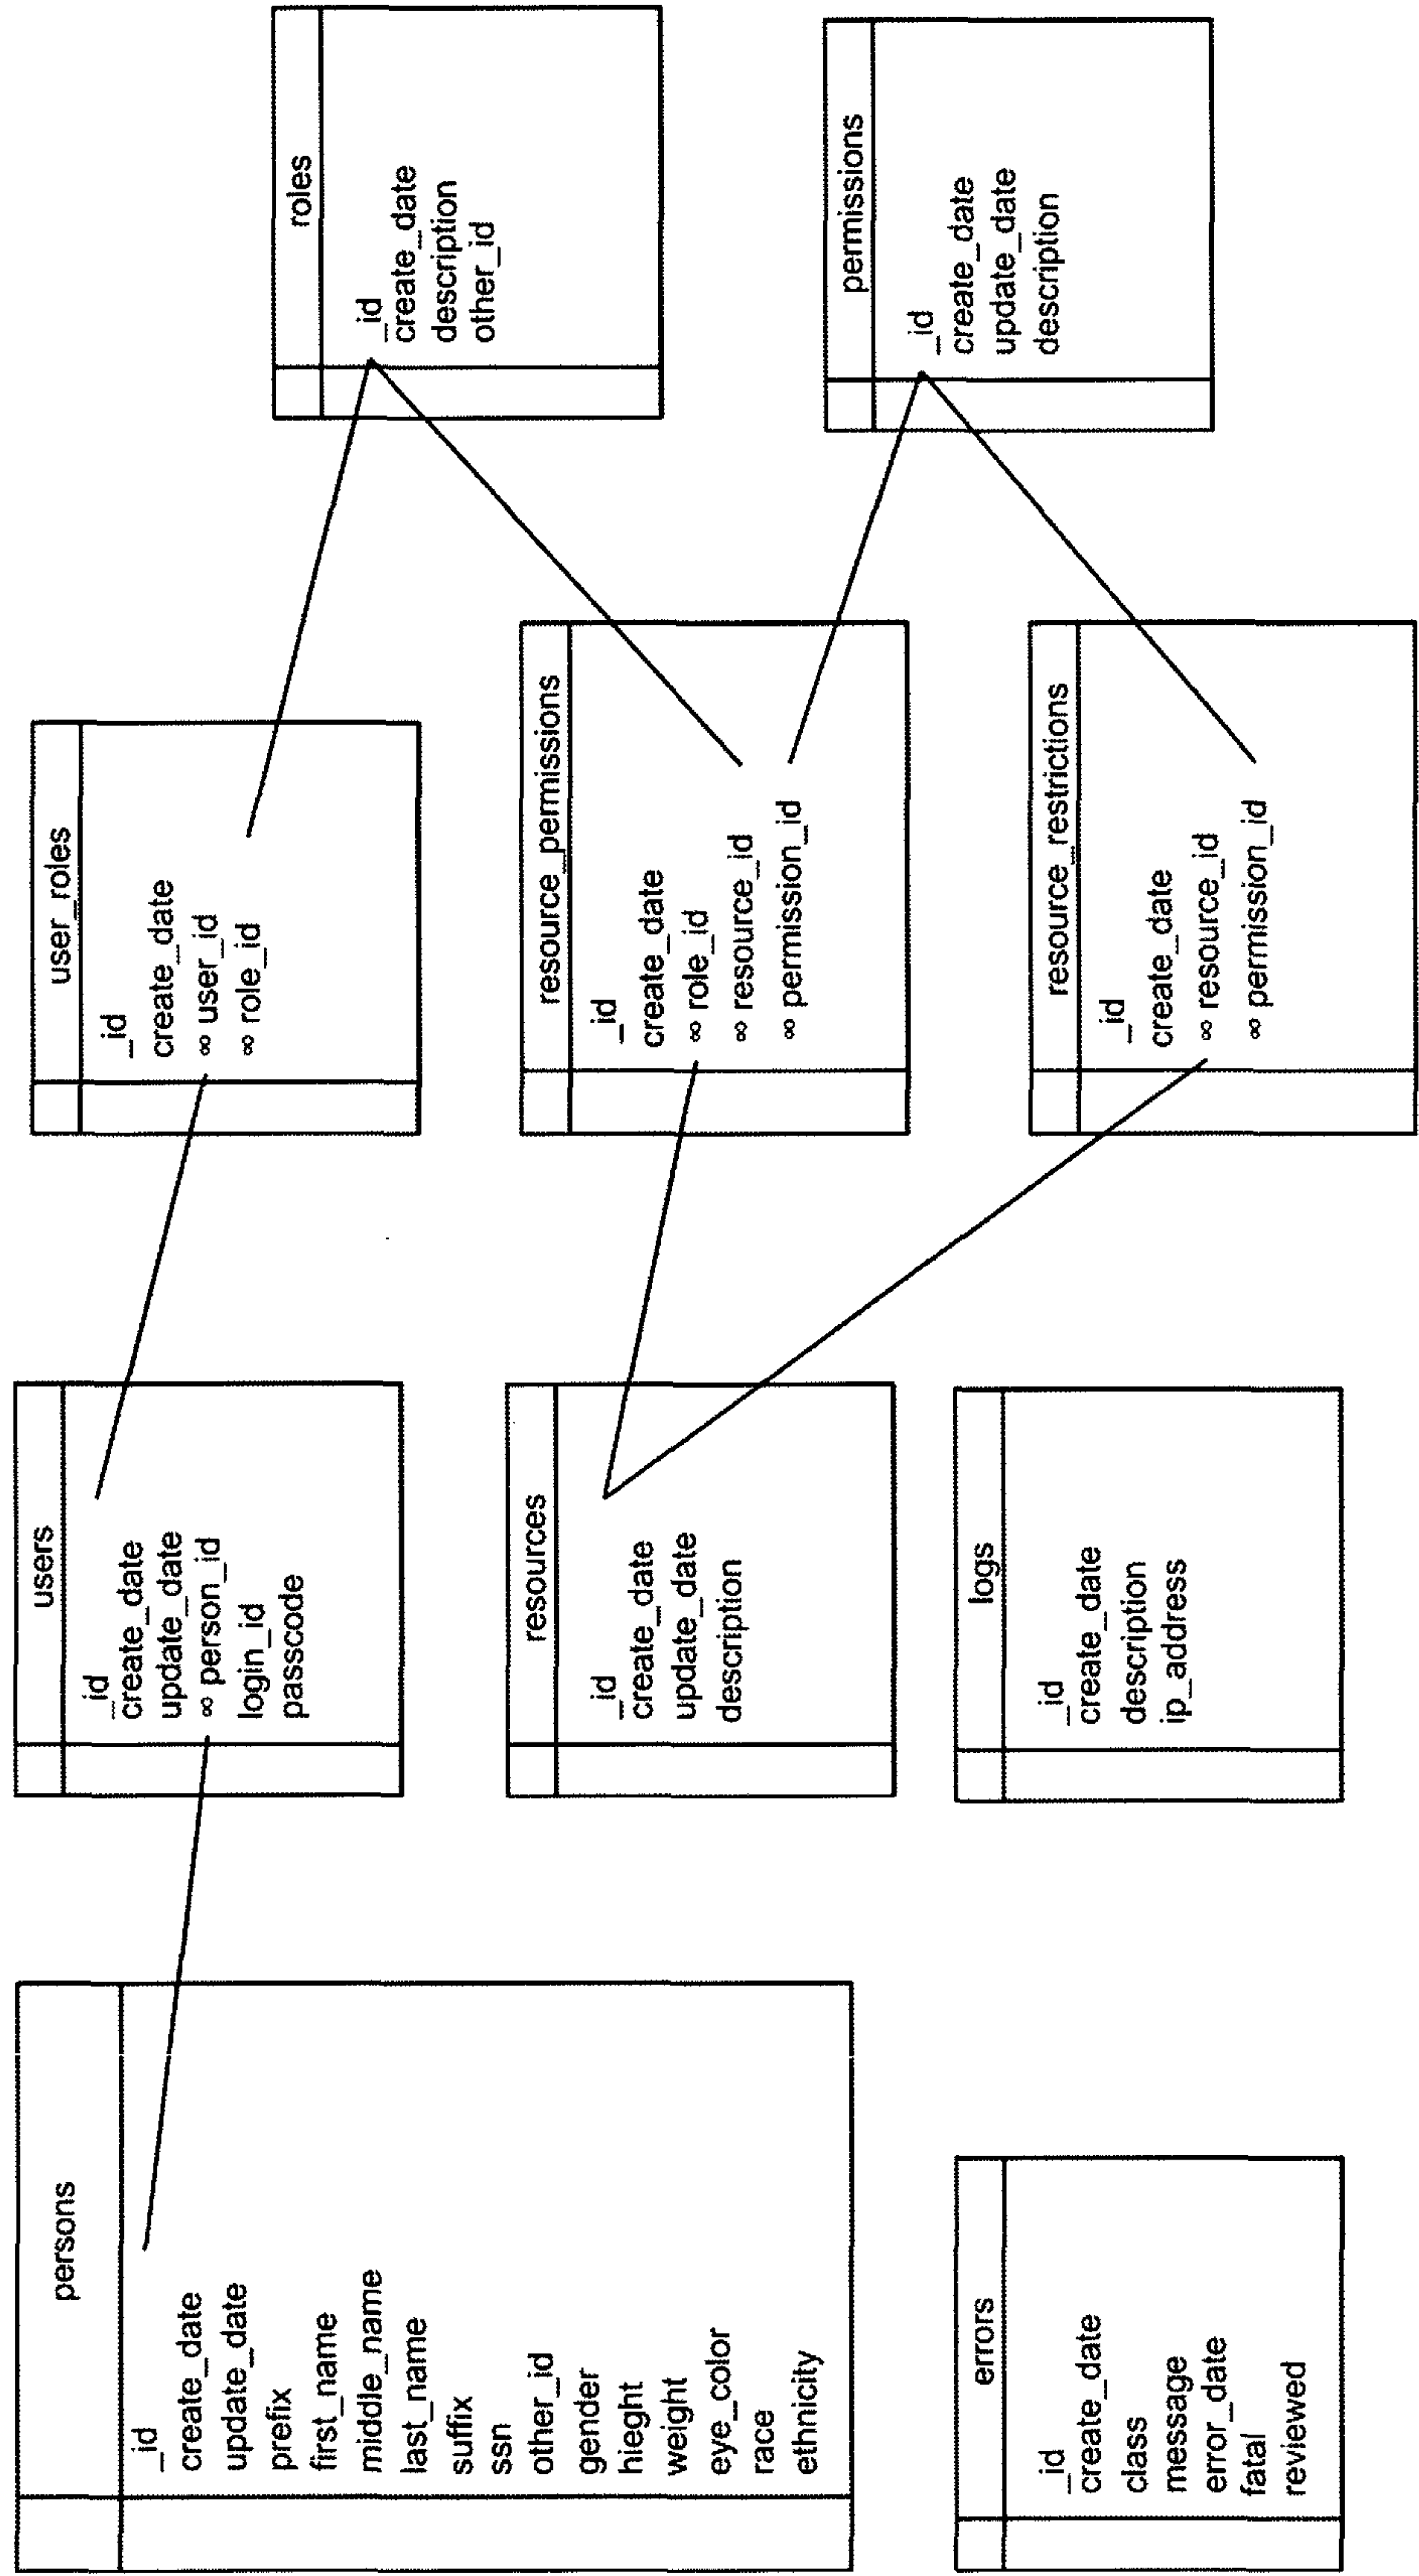 persons
_id
create_date
update_date
prefix
first_name
middle_name
last_name
suffix
ssn
other_id
gender
hieght
weight
eye_color
race
ethnicity
users
_id
create_date
update_date
∞ person_id
login_id
passcode
user_roles
_id
create_date
∞ user_id
∞ role_id
roles
_id
create_date
description
other_id
resources
_id
create_date
update_date
description
resource_permissions
_id
create_date
∞ role_id
∞ resource_id
∞ permission_id
permissions
_id
create_date
update_date
description
errors
_id
create_date
class
message
error_date
fatal
reviewed
logs
_id
create_date
description
ip_address
resource_restrictions
_id
create_date
∞ resource_id
∞ permission_id